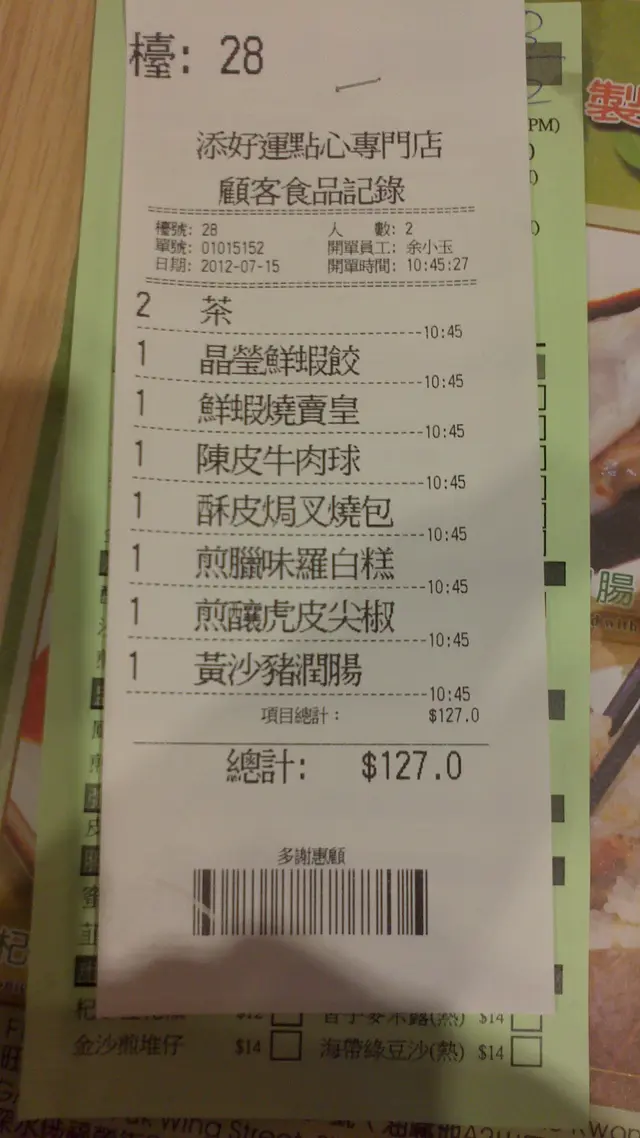 檯: 28
添好運點心專門店
顧客食品記錄
檯號: 28 人 數: 2
單號: 01015152 開單員工: 余小玉
日期: 2012-07-15 開單時間: 10:45:27
2 茶
10:45
1 晶瑩鮮蝦餃
10:45
1 鮮蝦燒賣皇
10:45
1 陳皮牛肉球
10:45
1 酥皮焗叉燒包
10:45
1 煎臘味羅白糕
10:45
1 煎釀虎皮尖椒
10:45
1 黃沙豬潤腸
10:45
項目總計: $127.0
總計: $127.0
多謝惠顧
金沙煎堆仔 $14
海帶綠豆沙(熱) $14
製
PM)
腸